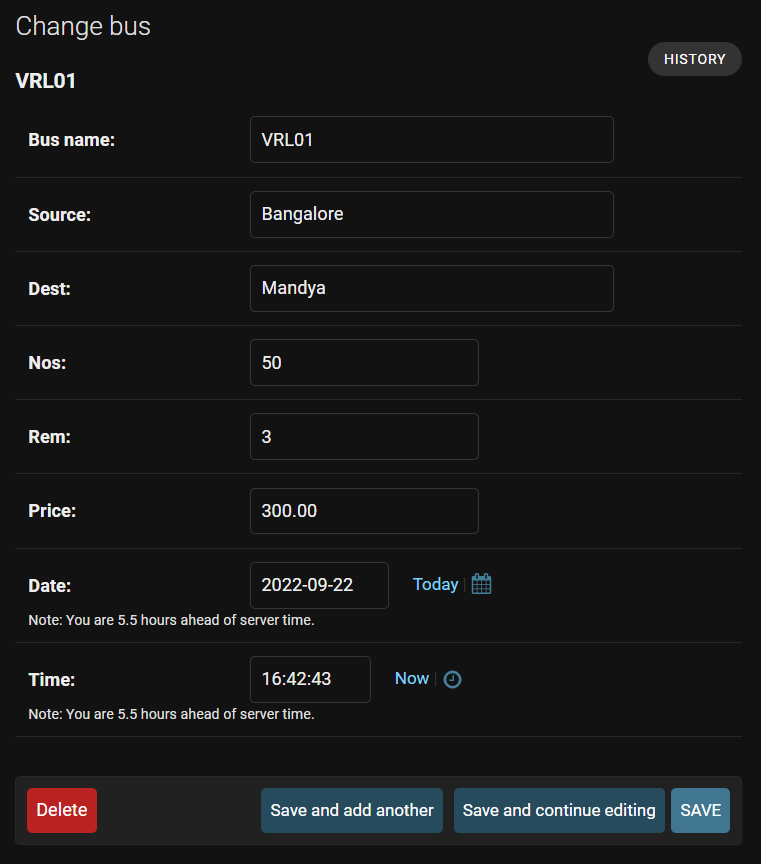 Change bus
HISTORY
VRL01
Bus name: VRL01
Source: Bangalore
Dest: Mandya
Nos: 50
Rem: 3
Price: 300.00
Date: 2022-09-22 Today
Note: You are 5.5 hours ahead of server time.
Time: 16:42:43 Now
Note: You are 5.5 hours ahead of server time.
Delete Save and add another Save and continue editing SAVE